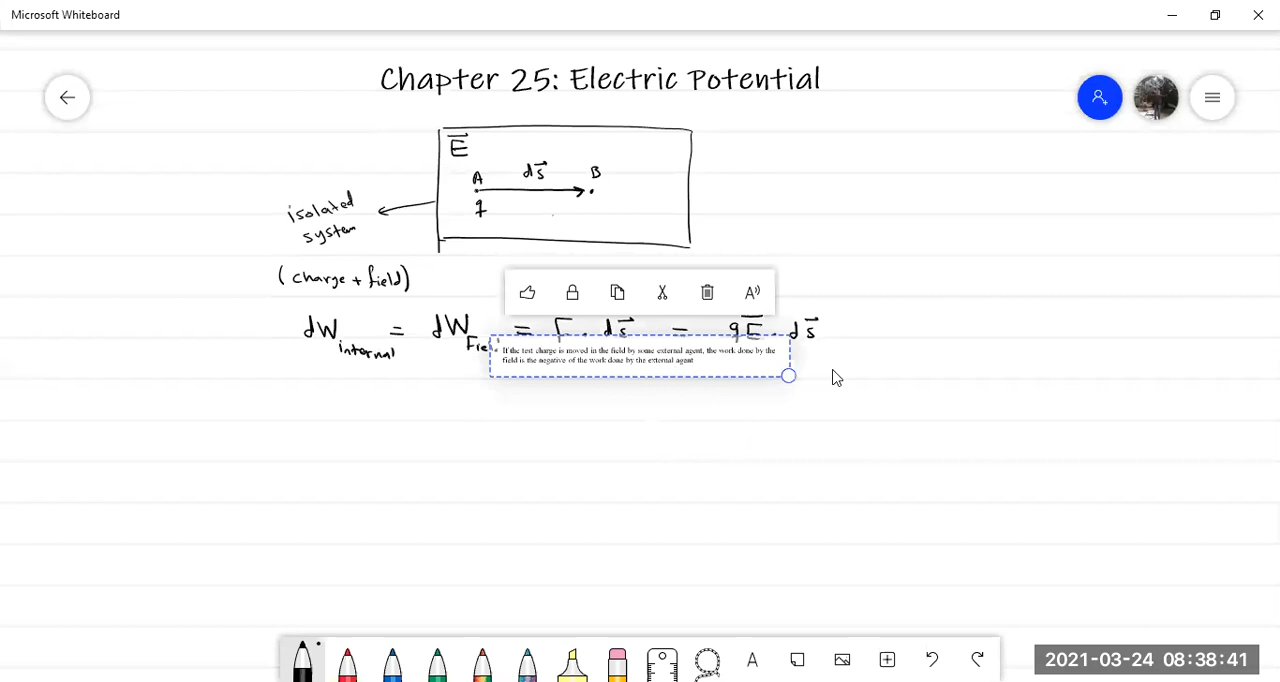 Microsoft Whiteboard
Chapter 25: Electric Potential
E
A ds B
q
isolated
system
(charge + field)
dW internal = dW = F . ds = qE . ds
If the test charge is moved in the field by some external agent, the work done by the
field is the negative of the work done by the external agent
2021-03-24 08:38:41